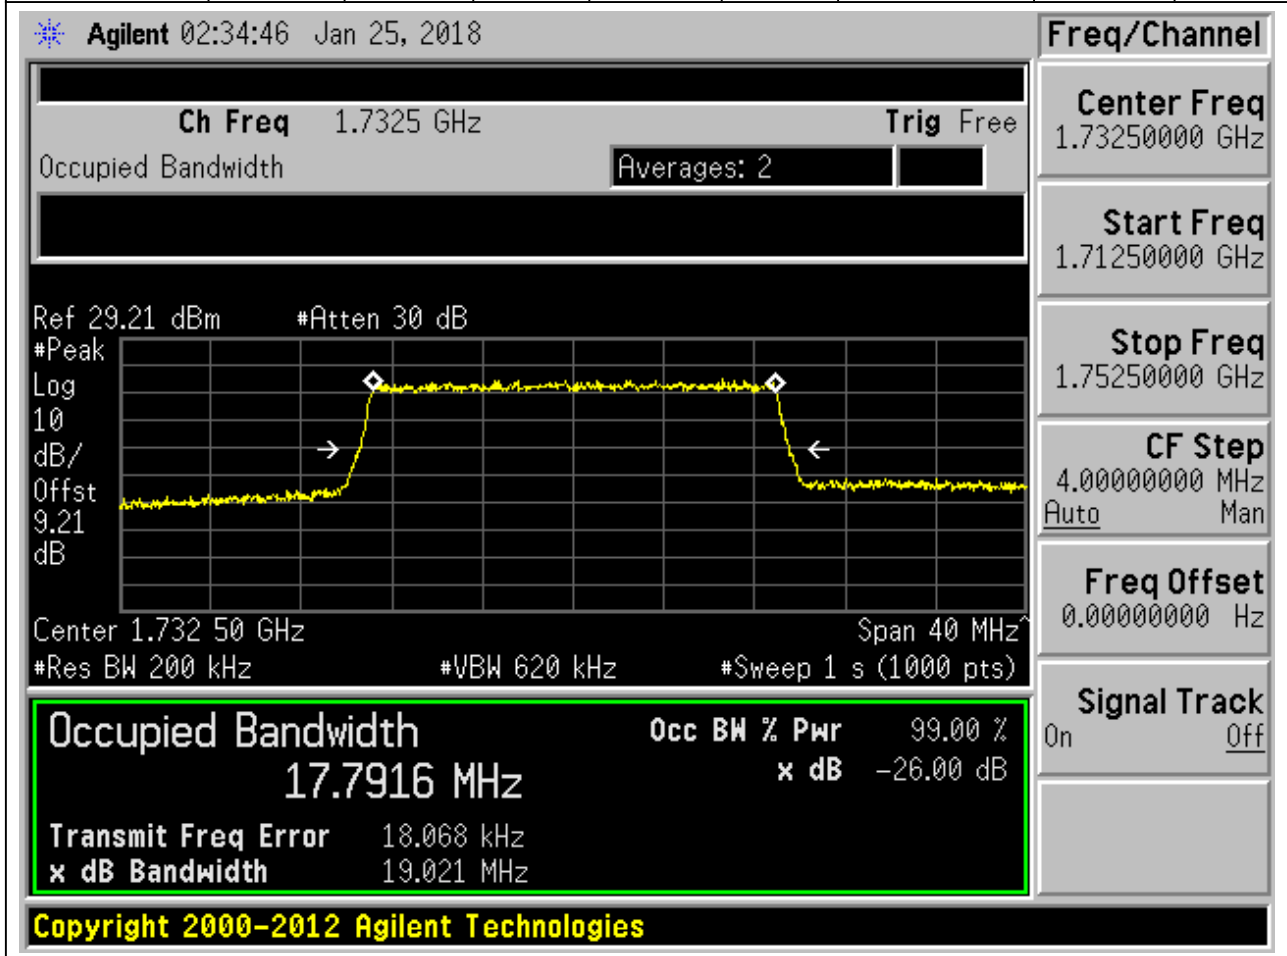 Agilent 02:34:46 Jan 25, 2018
Freq/Channel
Ch Freq 1.7325 GHz Trig Free
Occupied Bandwidth Averages: 2
Center Freq
1.73250000 GHz
Start Freq
1.71250000 GHz
Stop Freq
1.75250000 GHz
CF Step
4.00000000 MHz
Auto Man
Freq Offset
0.00000000 Hz
Signal Track
On Off
Ref 29.21 dBm #Atten 30 dB
#Peak
Log
10
dB/
Offst
9.21
dB
Center 1.732 50 GHz Span 40 MHz^
#Res BW 200 kHz #VBW 620 kHz #Sweep 1 s (1000 pts)
Occupied Bandwidth Occ BW % Pwr 99.00 %
17.7916 MHz x dB -26.00 dB
Transmit Freq Error 18.068 kHz
x dB Bandwidth 19.021 MHz
Copyright 2000-2012 Agilent Technologies